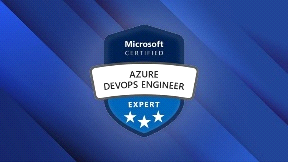 Microsoft
CERTIFIED
AZURE
DEVOPS ENGINEER
EXPERT